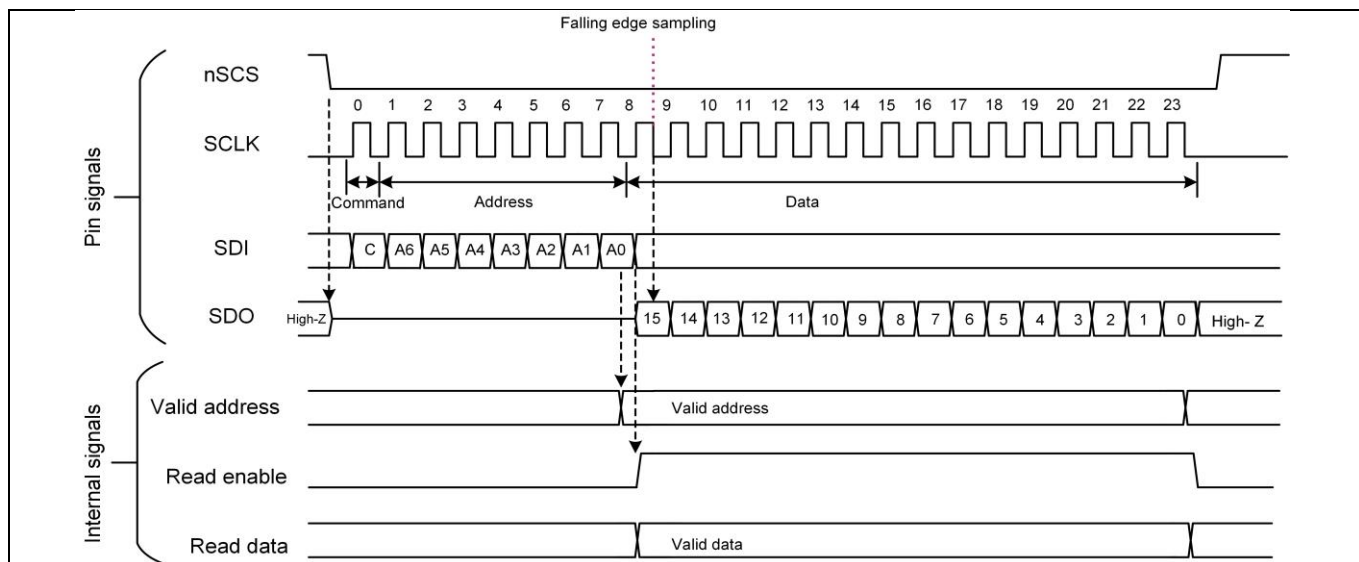 Falling edge sampling
nSCS
0 1 2 3 4 5 6 7 8 9 10 11 12 13 14 15 16 17 18 19 20 21 22 23
SCLK
Command Address Data
Pin signals
SDI
C A6 A5 A4 A3 A2 A1 A0
SDO
High-Z 15 14 13 12 11 10 9 8 7 6 5 4 3 2 1 0 High- Z
Internal signals
Valid address Valid address
Read enable
Read data Valid data